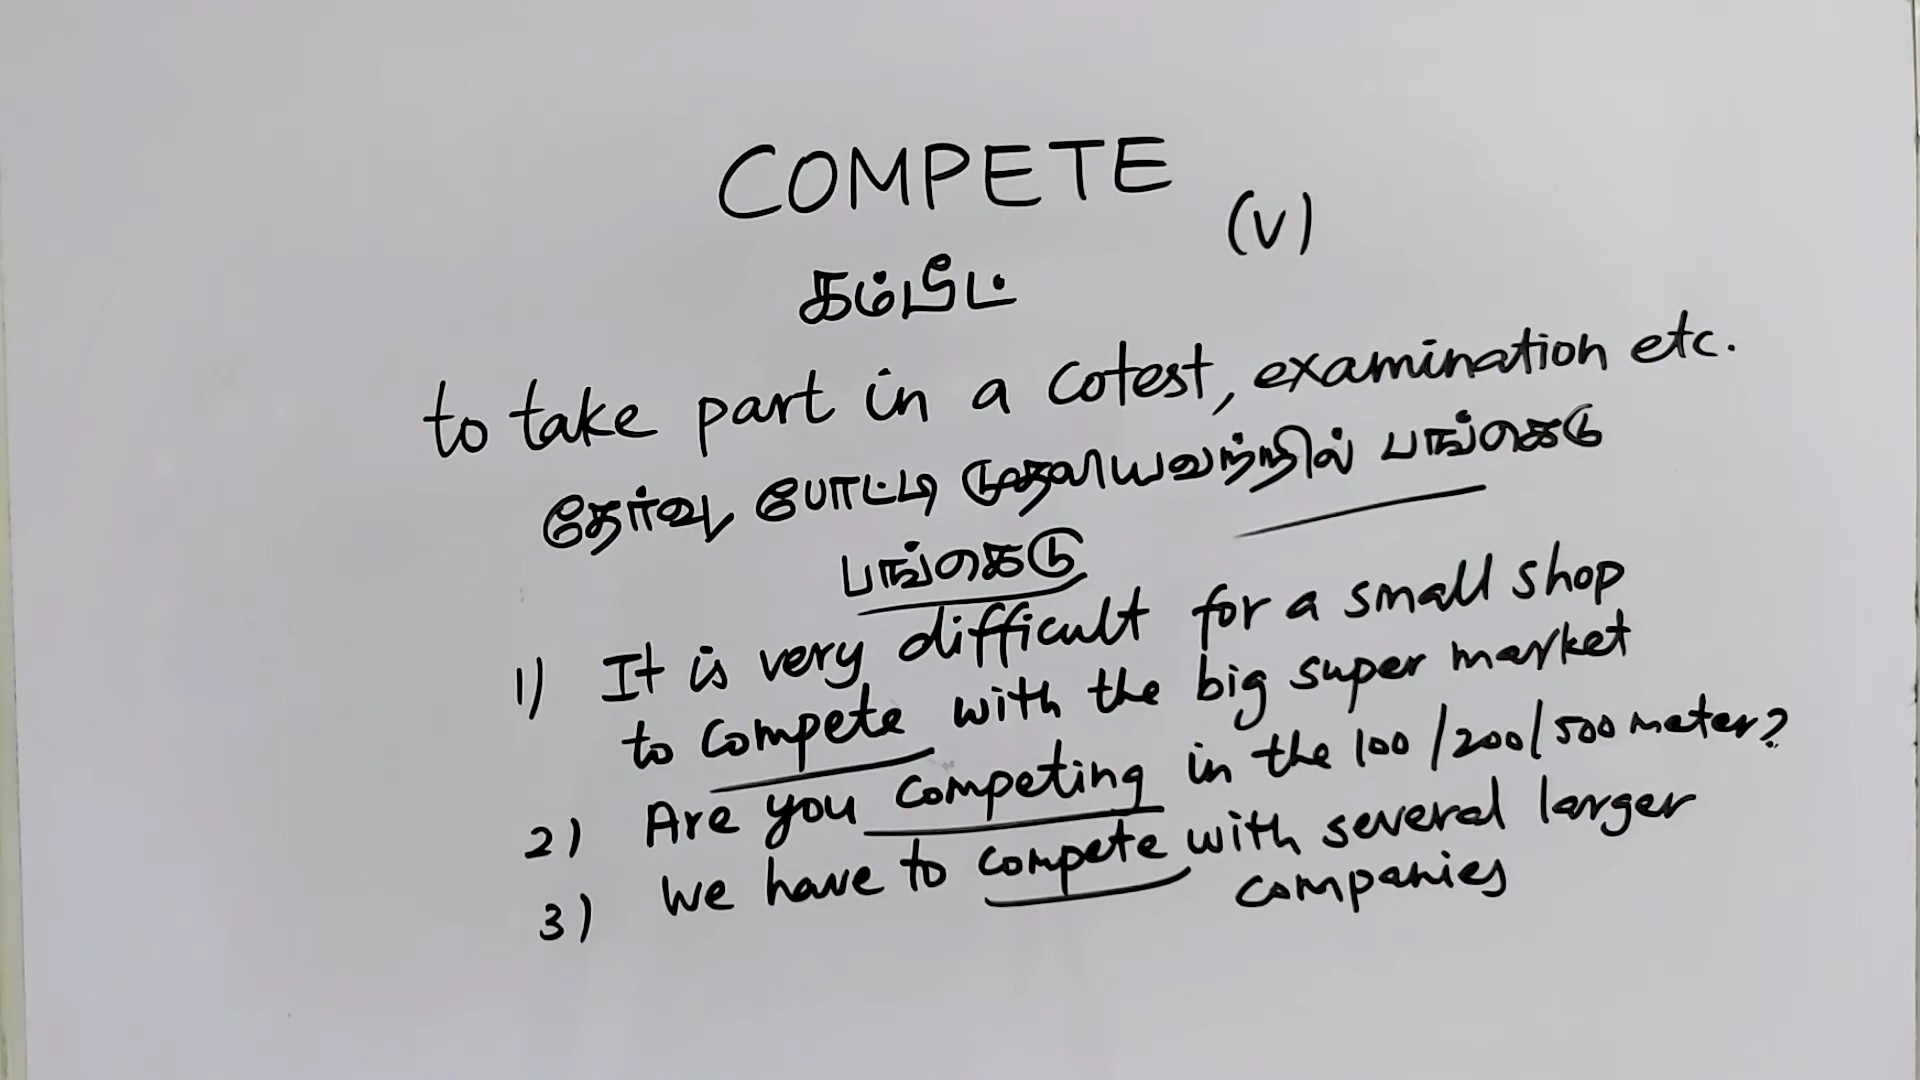 COMPETE
(v)
கம்பீட்
to take part in a cotest, examination etc.
தேர்வு, போட்டி முதலியவற்றில் பங்கெடு
பங்கெடு
1) It is very difficult for a small shop
to compete with the big super market
2) Are you competing in the 100/200/500 meter?
3) We have to compete with several larger
companies